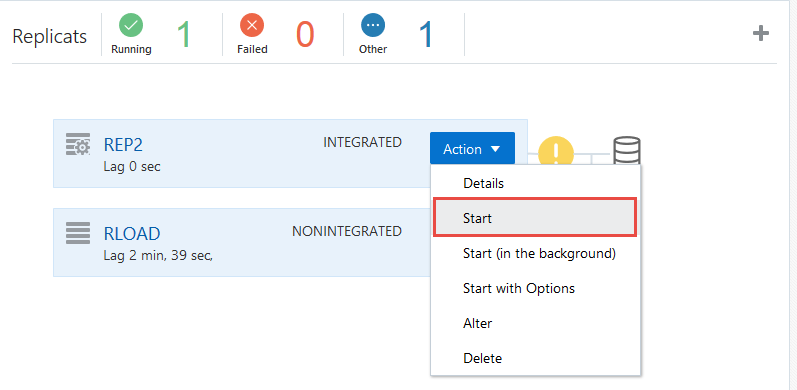 Replicats
Running
1
Failed
0
Other
1
REP2
INTEGRATED
Action
Lag 0 sec
Details
Start
RLOAD
NONINTEGRATED
Lag 2 min, 39 sec,
Start (in the background)
Start with Options
Alter
Delete